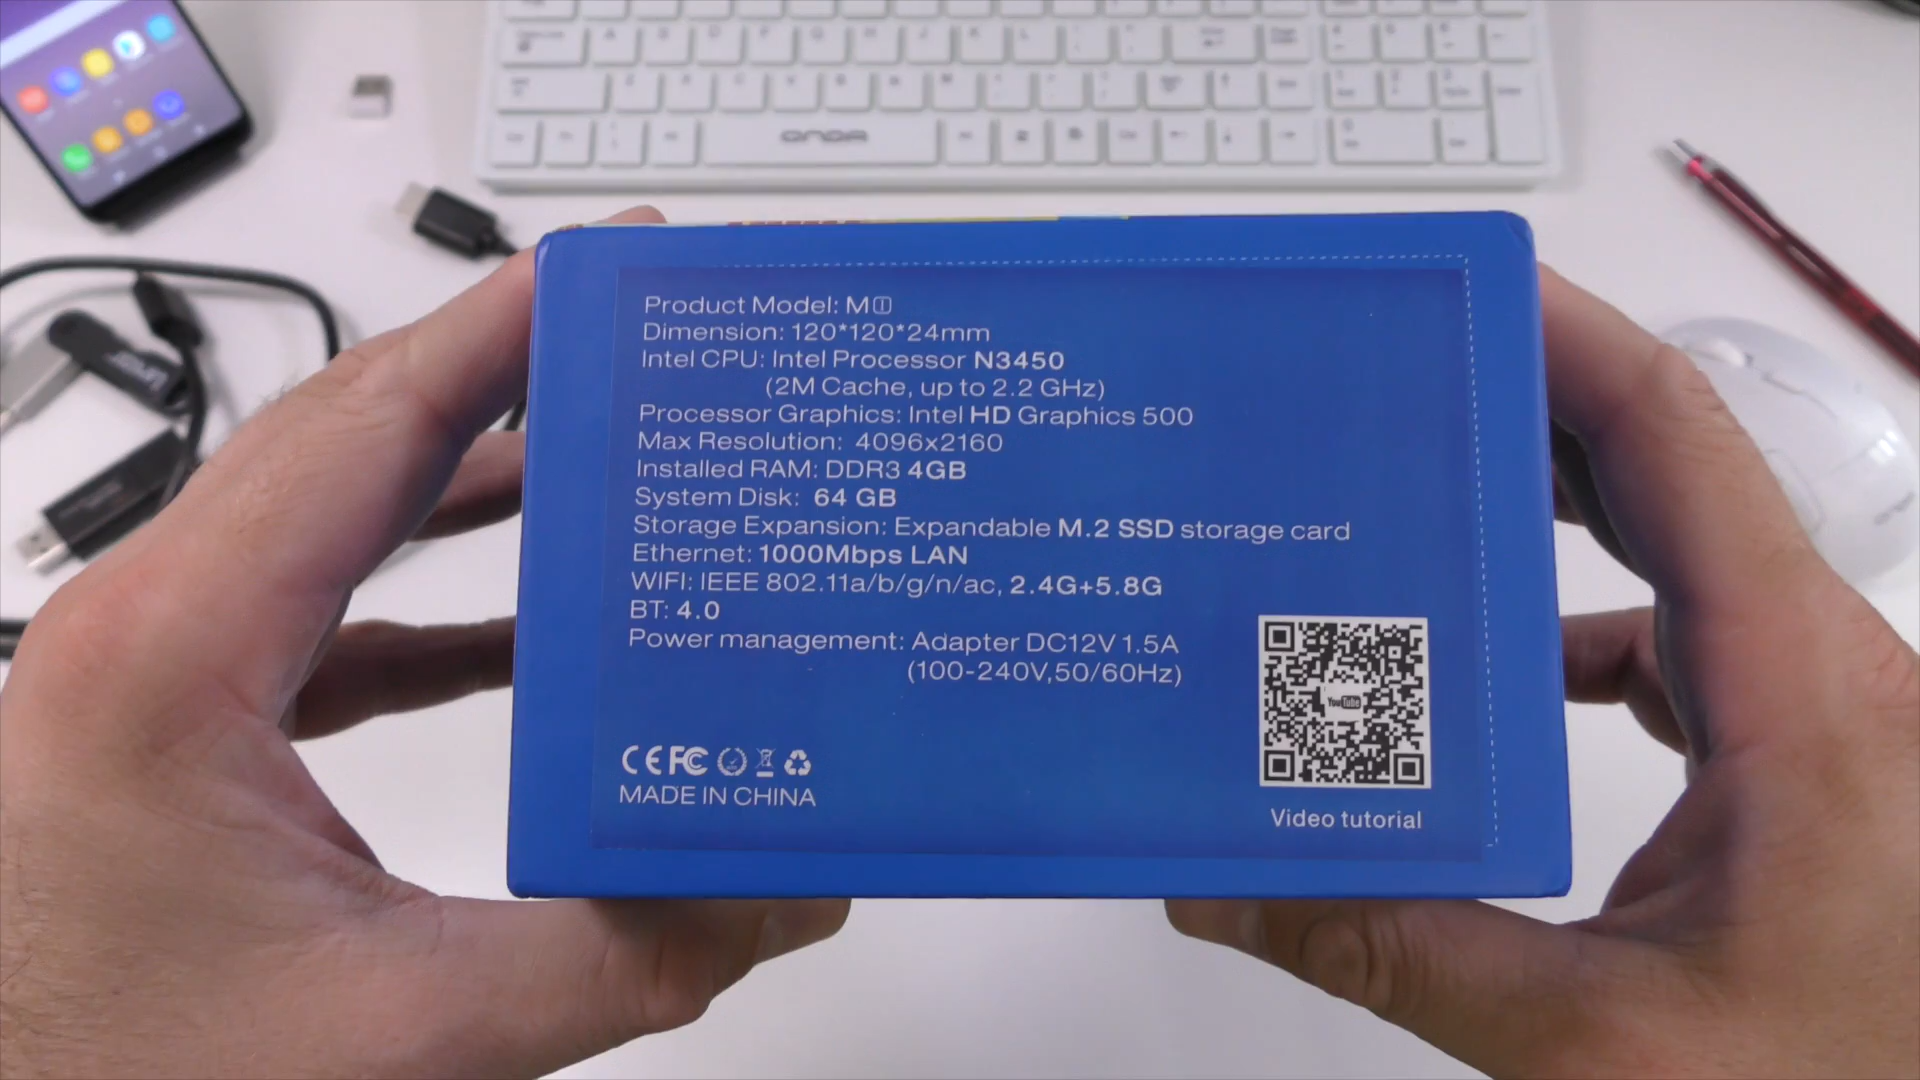 ONDA
Product Model: M①
Dimension: 120*120*24mm
Intel CPU: Intel Processor N3450
(2M Cache, up to 2.2 GHz)
Processor Graphics: Intel HD Graphics 500
Max Resolution: 4096x2160
Installed RAM: DDR3 4GB
System Disk: 64 GB
Storage Expansion: Expandable M.2 SSD storage card
Ethernet: 1000Mbps LAN
WIFI: IEEE 802.11a/b/g/n/ac, 2.4G+5.8G
BT: 4.0
Power management: Adapter DC12V 1.5A
(100-240V,50/60Hz)
YouTube
CE FC
MADE IN CHINA
Video tutorial